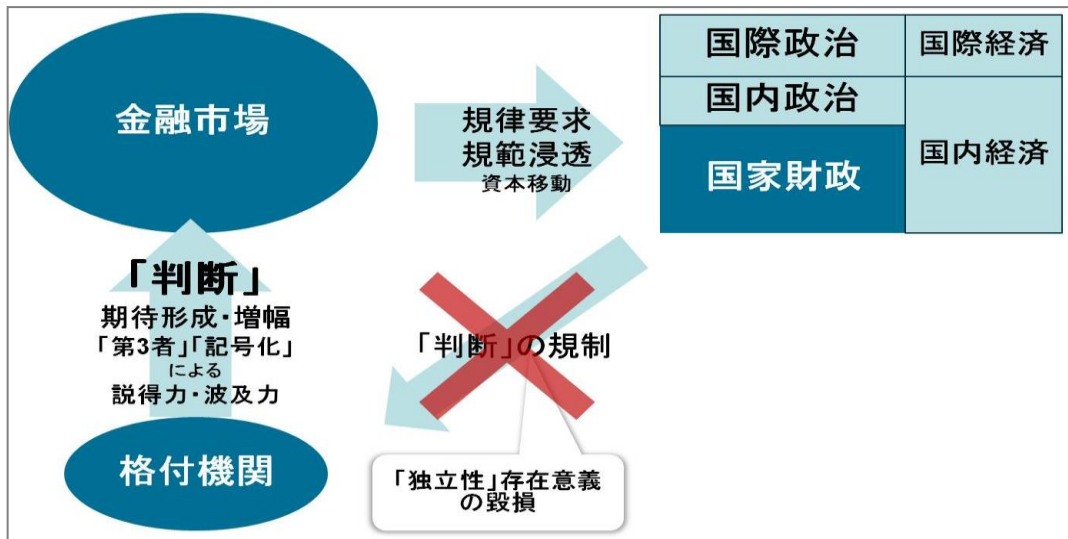 金融市場
規律要求
規範浸透
資本移動
国際政治
国際経済
国内政治
国内経済
国家財政
「判断」
期待形成・増幅
「第3者」「記号化」
による
説得力・波及力
「判断」の規制
格付機関
「独立性」存在意義
の毀損